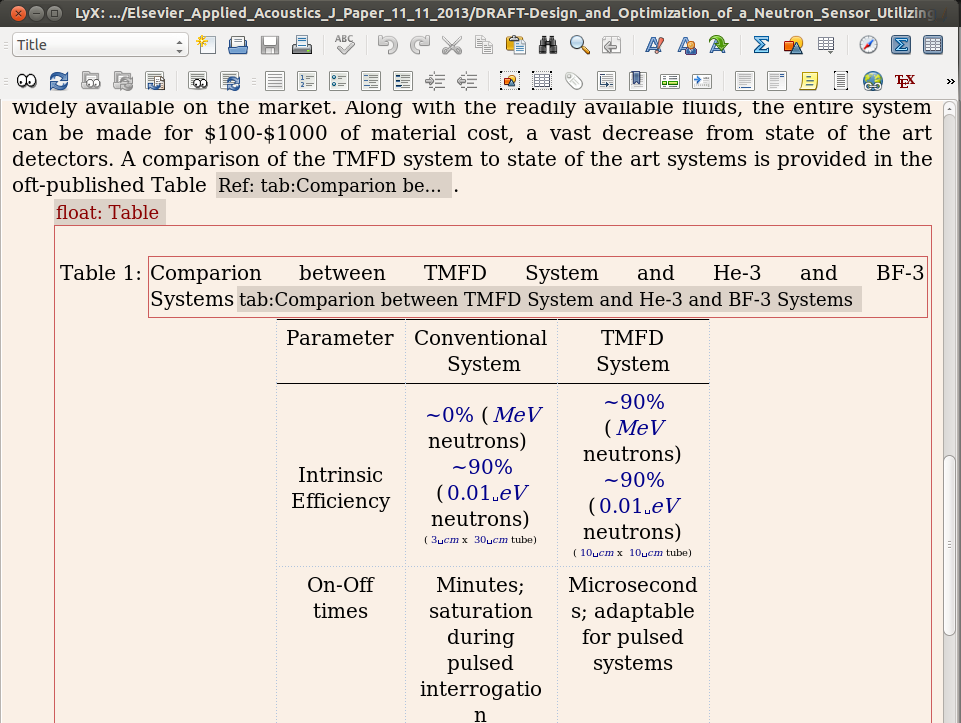 LyX: .../Elsevier_Applied_Acoustics_J_Paper_11_11_2013/DRAFT-Design_and_Optimization_of_a_Neutron_Sensor_Utilizing
Title
ABC
TEX
»
widely available on the market. Along with the readily available fluids, the entire system
can be made for $100-$1000 of material cost, a vast decrease from state of the art
detectors. A comparison of the TMFD system to state of the art systems is provided in the
oft-published Table Ref: tab:Comparion be... .
float: Table
Table 1: Comparion between TMFD System and He-3 and BF-3
Systems tab:Comparion between TMFD System and He-3 and BF-3 Systems
Parameter
Conventional
System
TMFD
System
Intrinsic
Efficiency
~0% ( MeV
neutrons)
~90%
( 0.01␣eV
neutrons)
( 3␣cm x 30␣cm tube)
~90%
( MeV
neutrons)
~90%
( 0.01␣eV
neutrons)
( 10␣cm x 10␣cm tube)
On-Off
times
Minutes;
saturation
during
pulsed
interrogatio
n
Microsecond
s; adaptable
for pulsed
systems